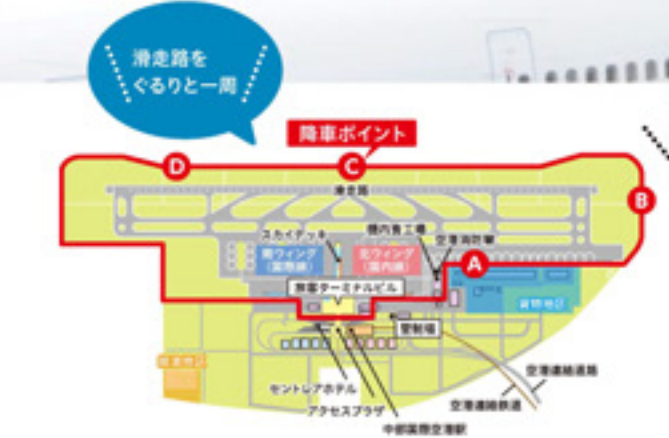 滑走路を
ぐるりと一周
降車ポイント
D
C
B
滑走路
スカイデッキ
機内食工場
空港消防署
南ウィング
(国際線)
北ウィング
(国内線)
A
旅客ターミナルビル
貨物地区
管制塔
セントレアホテル
アクセスプラザ
中部国際空港駅
空港連絡鉄道
空港連絡道路